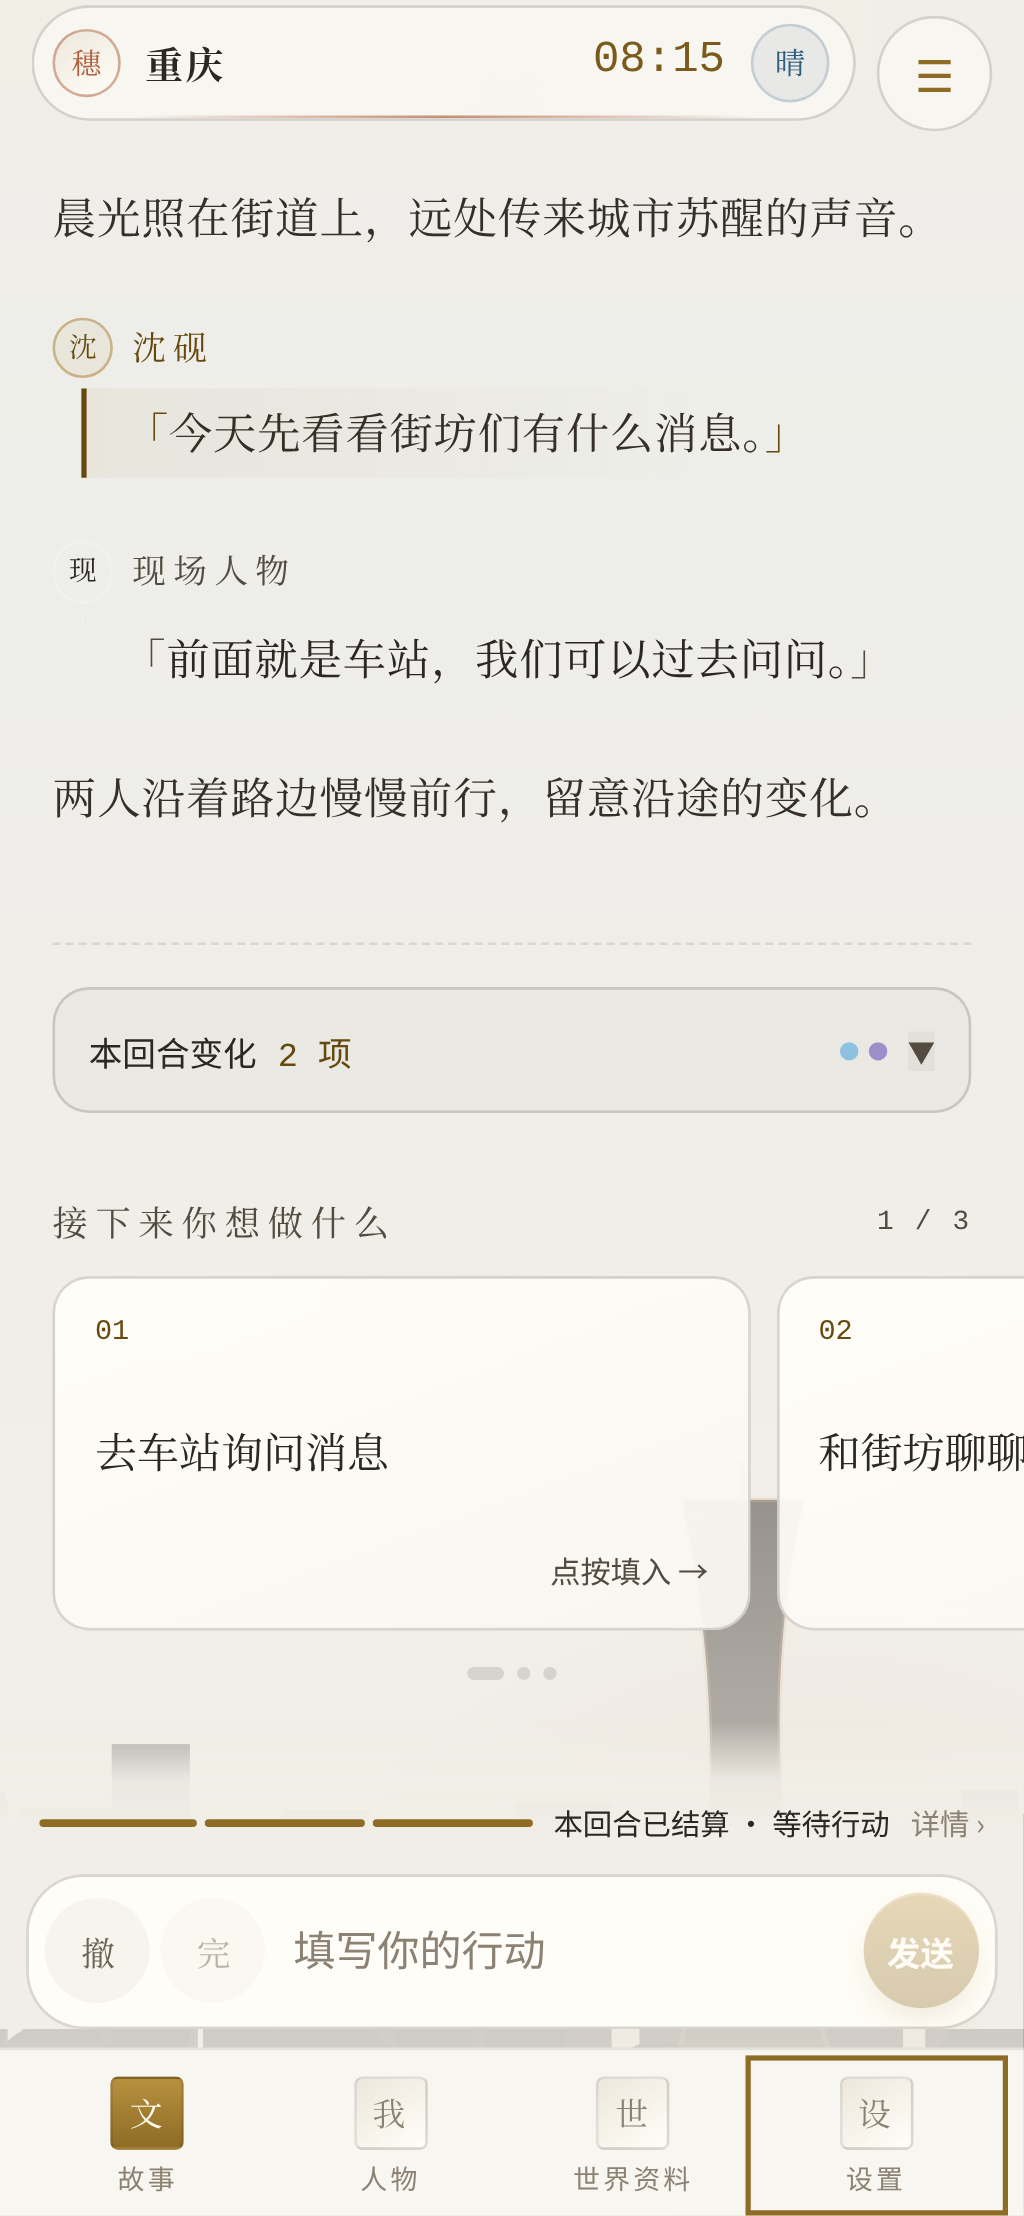 穗 重庆 08:15 晴 ☰
晨光照在街道上，远处传来城市苏醒的声音。
沈 沈砚
「今天先看看街坊们有什么消息。」
现 现场人物
「前面就是车站，我们可以过去问问。」
两人沿着路边慢慢前行，留意沿途的变化。
本回合变化 2 项 ▼
接下来你想做什么 1 / 3
01 02
去车站询问消息 和街坊聊聊
点按填入 →
本回合已结算 · 等待行动 详情 ›
撤 完 填写你的行动 发送
文 我 世 设
故事 人物 世界资料 设置